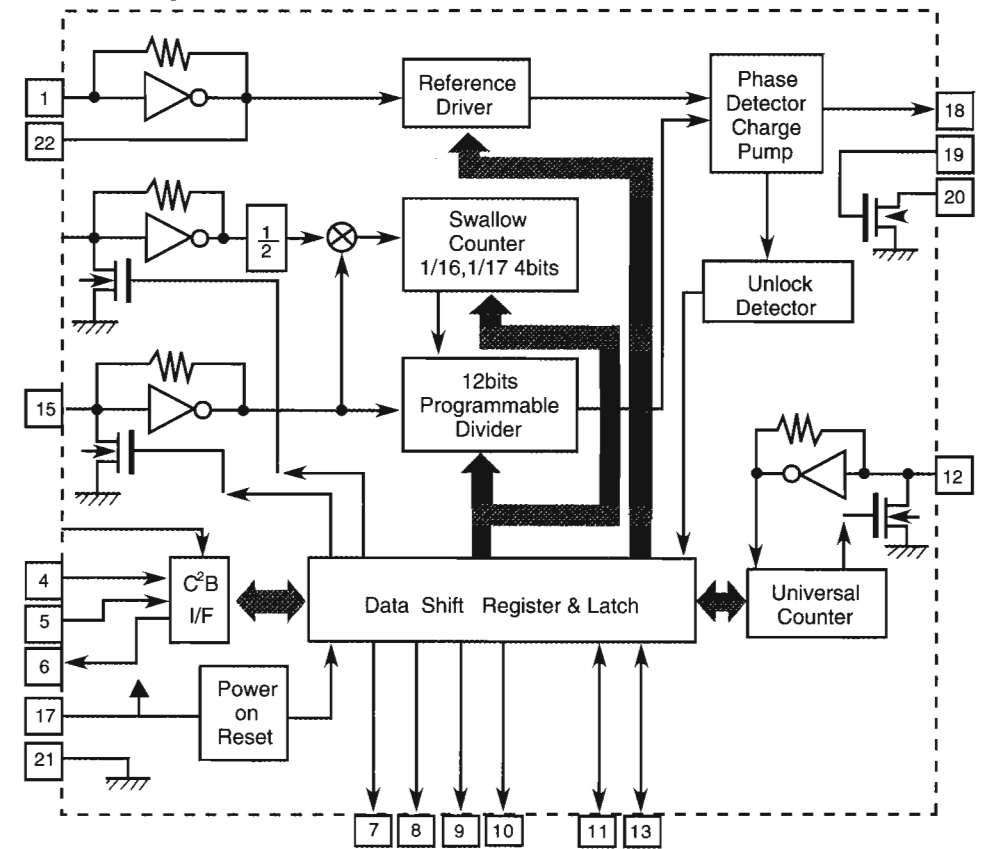 1
22
15
4
5
6
17
21
Reference
Driver
Phase
Detector
Charge
Pump
18
19
20
1
2
Swallow
Counter
1/16,1/17 4bits
Unlock
Detector
12bits
Programmable
Divider
12
C²B
I/F
Data Shift Register & Latch
Universal
Counter
Power
on
Reset
7
8
9
10
11
13